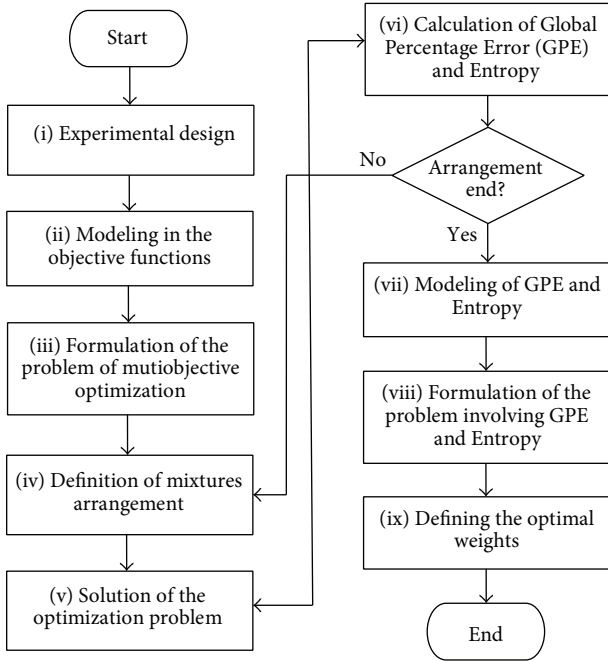 Start
(i) Experimental design
(ii) Modeling in the
objective functions
(iii) Formulation of the
problem of mutiobjective
optimization
(iv) Definition of mixtures
arrangement
(v) Solution of the
optimization problem
(vi) Calculation of Global
Percentage Error (GPE)
and Entropy
Arrangement
end?
No
Yes
(vii) Modeling of GPE and
Entropy
(viii) Formulation of the
problem involving GPE
and Entropy
(ix) Defining the optimal
weights
End